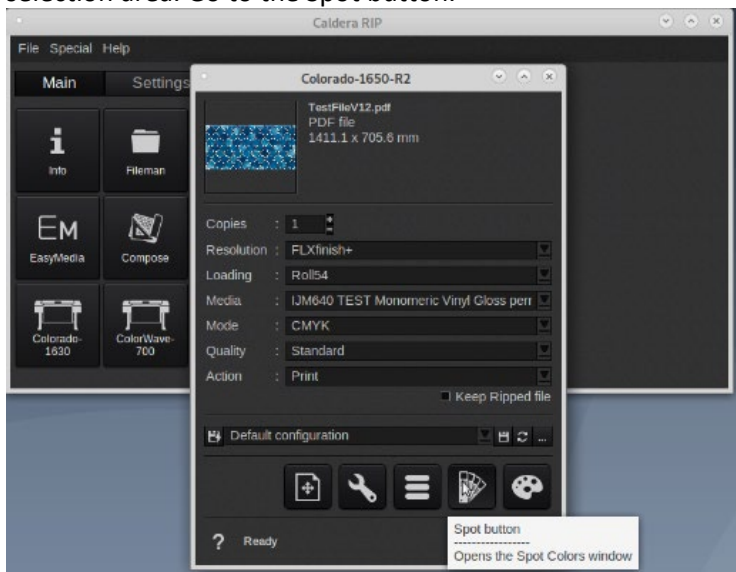 selection area. Go to the Spot button.
Caldera RIP
File Special Help
Main Settings
Info
Fileman
EasyMedia
Compose
Colorado-
1630
ColorWave-
700
Colorado-1650-R2
TestFileV12.pdf
PDF file
1411.1 x 705.6 mm
Copies : 1
Resolution : FLXfinish+
Loading : Roll54
Media : IJM640 TEST Monomeric Vinyl Gloss perr
Mode : CMYK
Quality : Standard
Action : Print
Keep Ripped file
Default configuration
...
? Ready
Spot button
-----------------
Opens the Spot Colors window